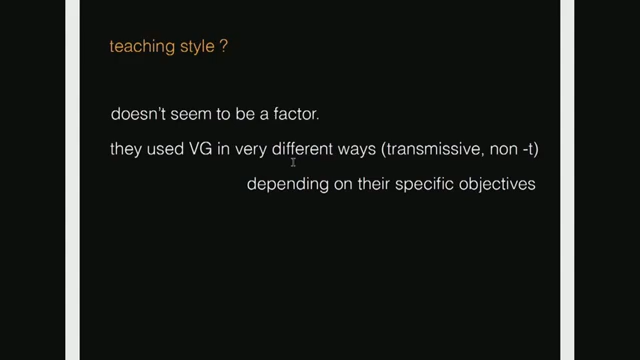 teaching style ?
doesn't seem to be a factor.
they used VG in very different ways (transmissive, non -t)
depending on their specific objectives